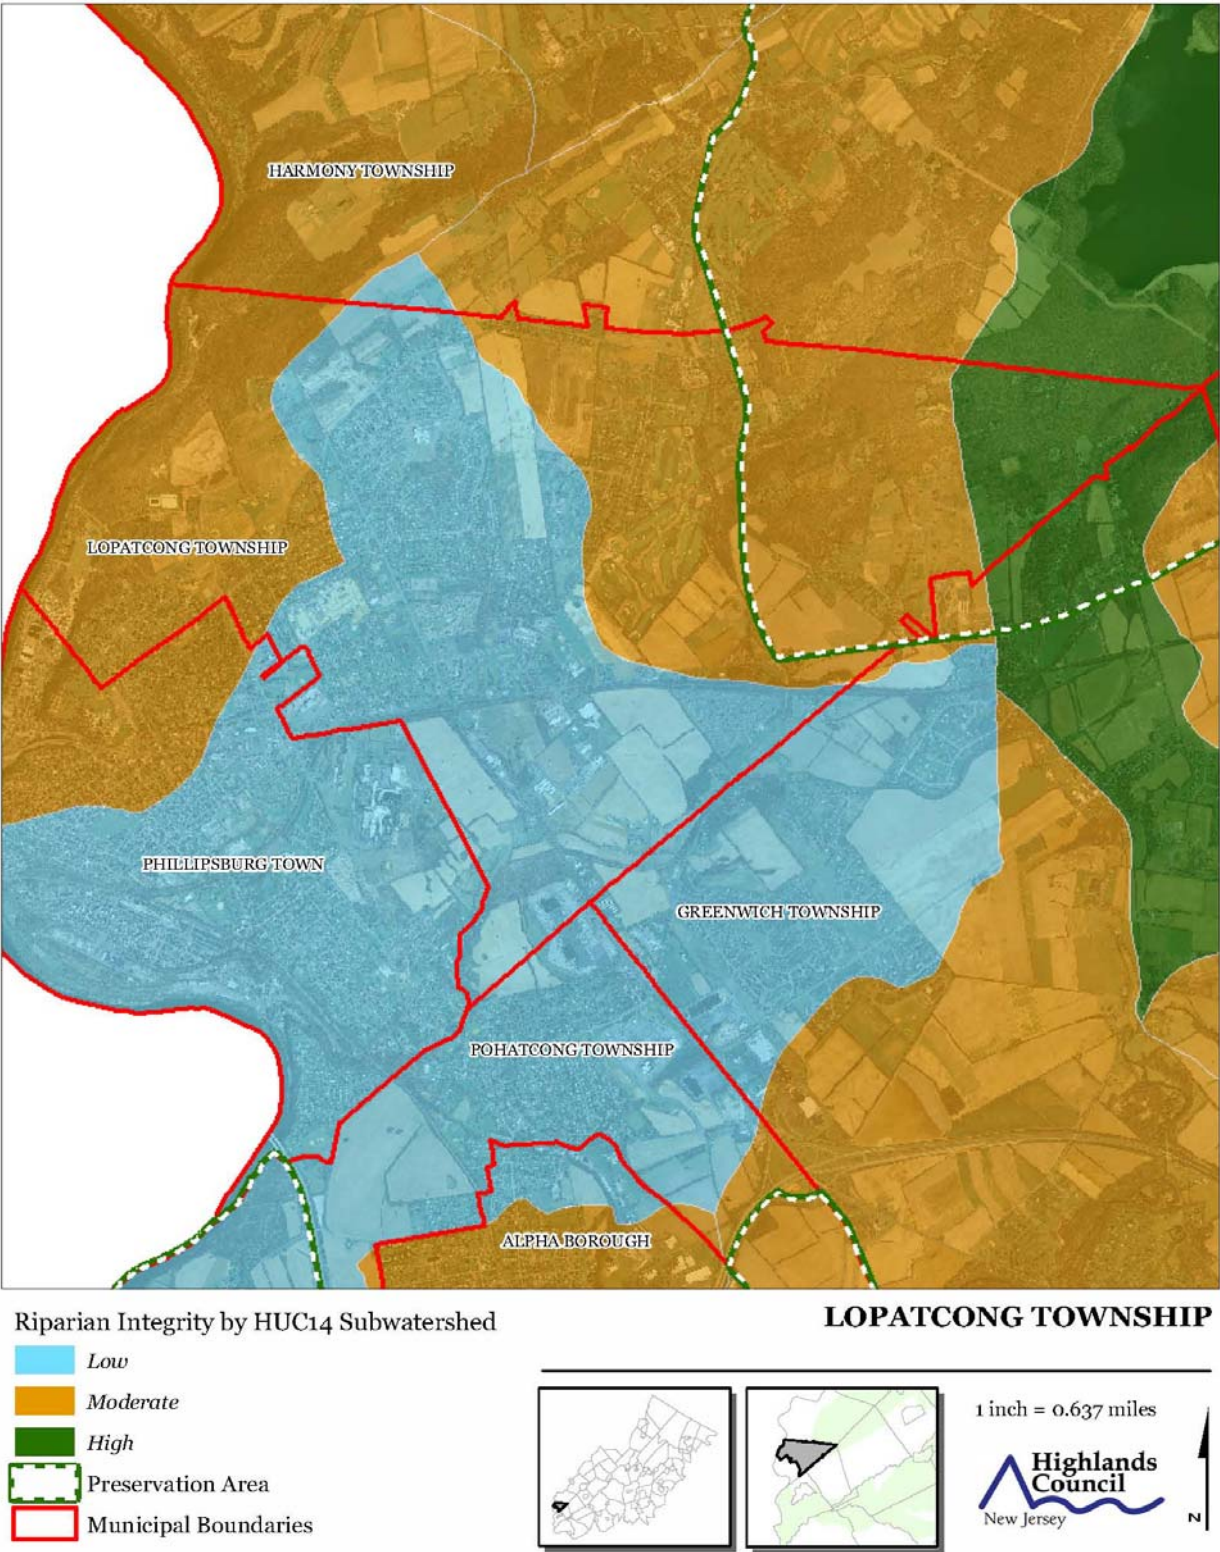 HARMONY TOWNSHIP
LOPATCONG TOWNSHIP
PHILLIPSBURG TOWN
GREENWICH TOWNSHIP
POHATCONG TOWNSHIP
ALPHA BOROUGH
Riparian Integrity by HUC14 Subwatershed
Low
Moderate
High
Preservation Area
Municipal Boundaries
LOPATCONG TOWNSHIP
1 inch = 0.637 miles
Highlands
Council
New Jersey
N